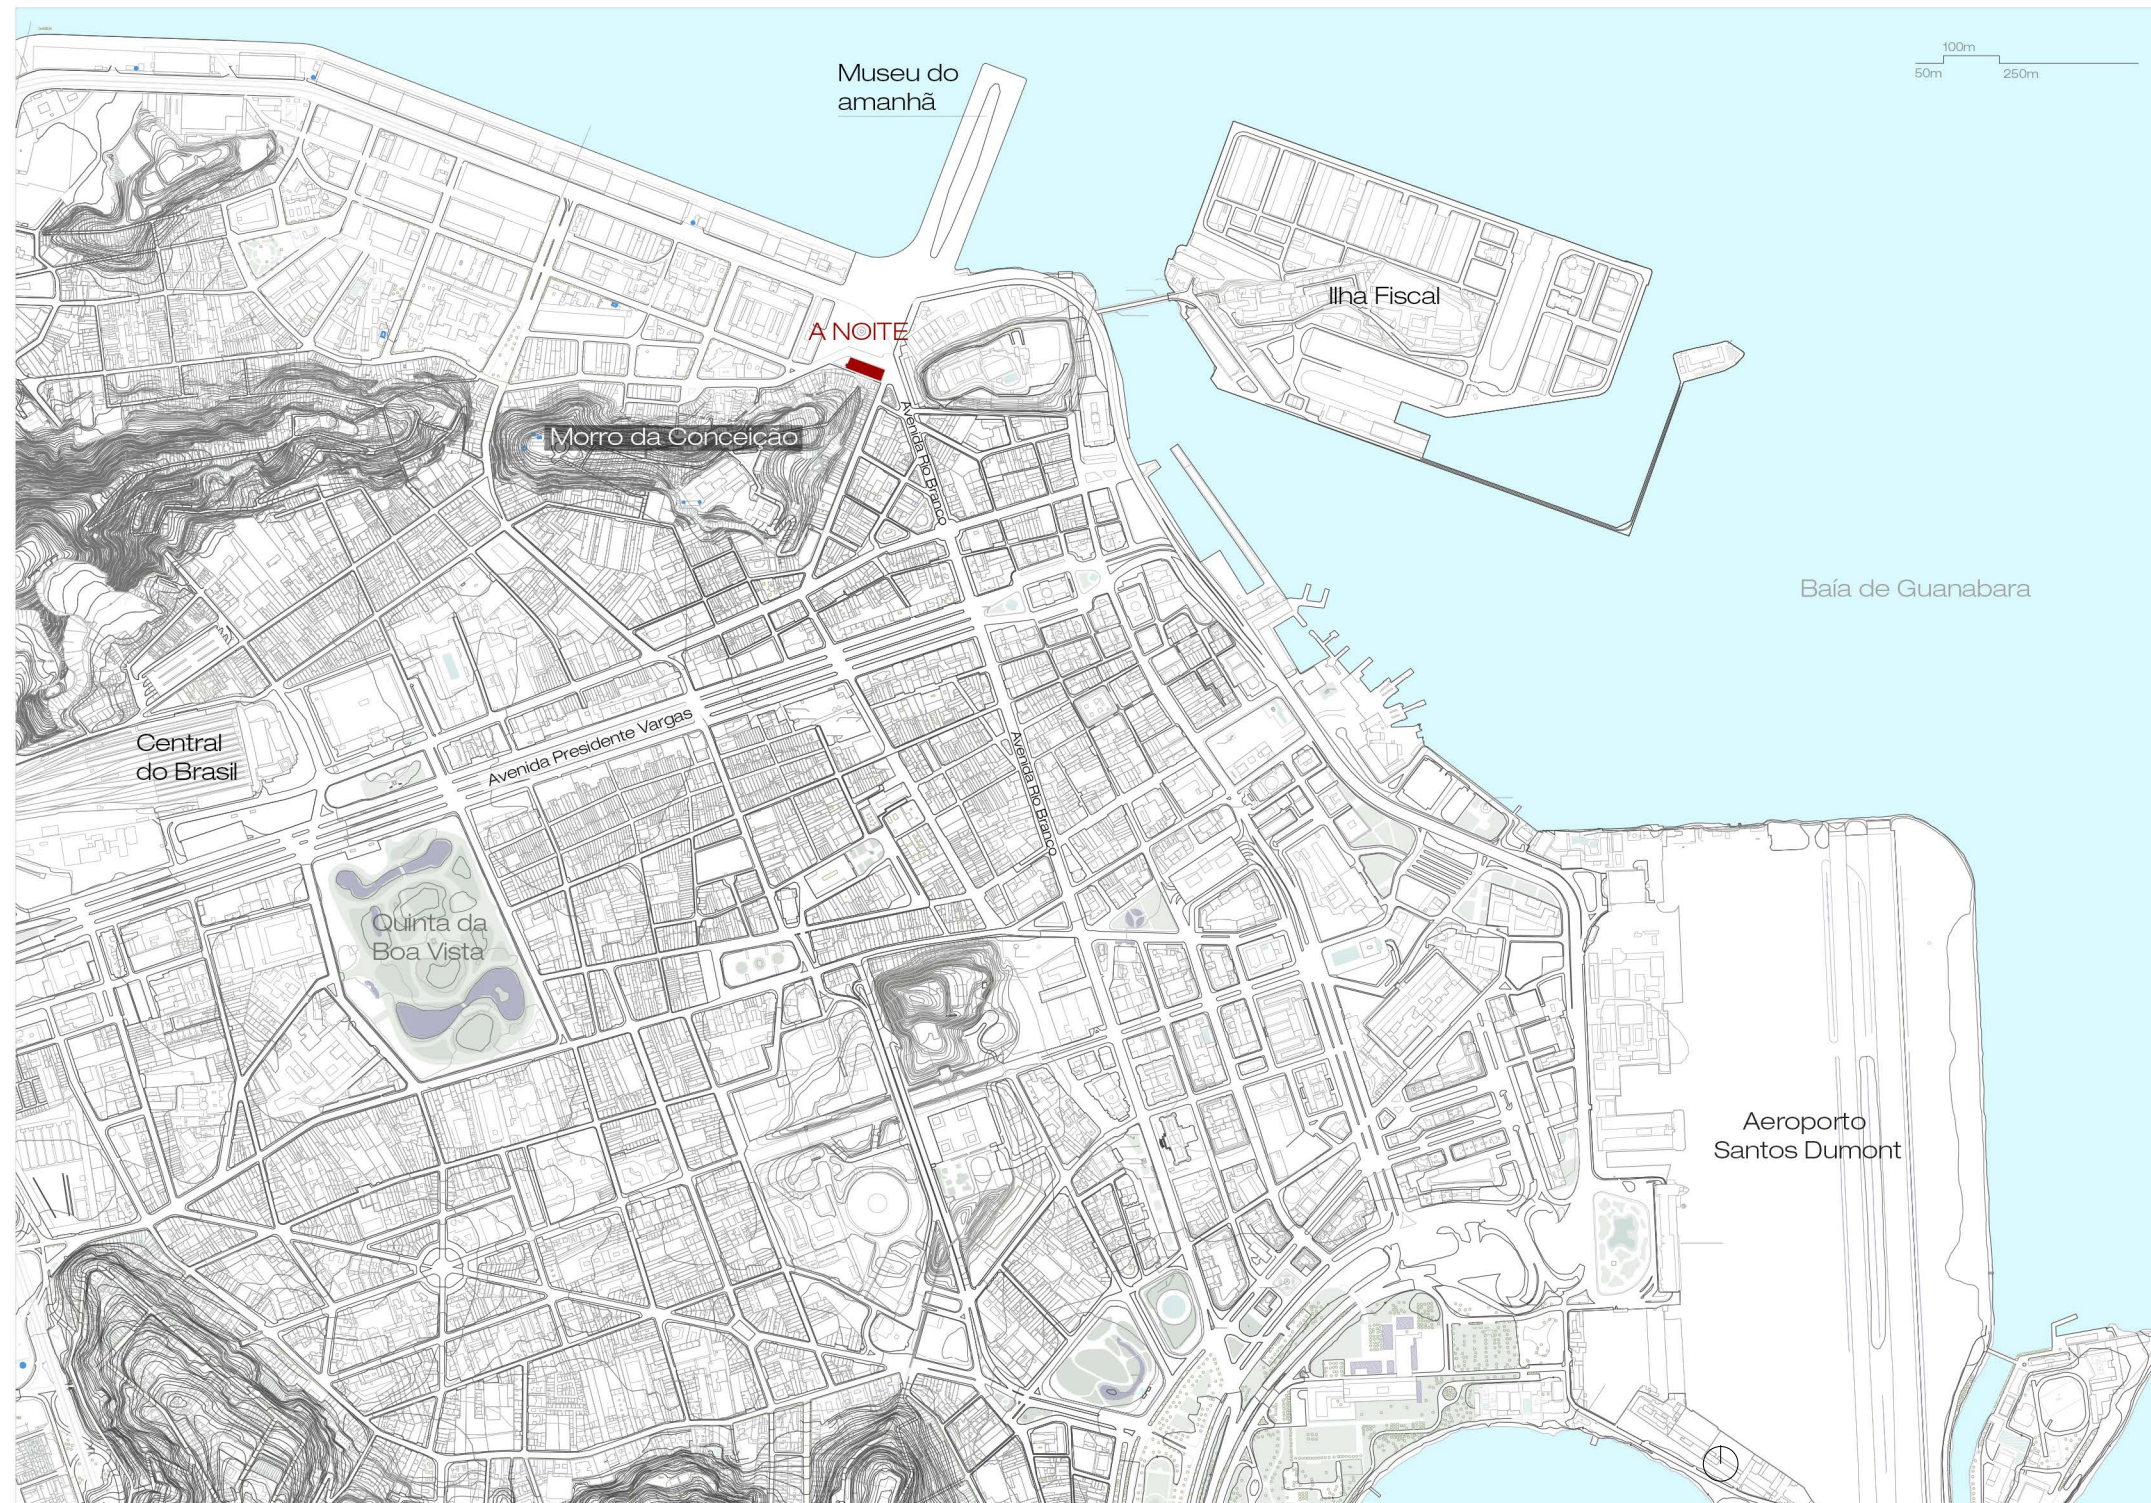 100m
50m
250m
Museu do
amanhã
Ilha Fiscal
A NOITE
Morro da Conceição
Avenida Rio Branco
Baía de Guanabara
Avenida Presidente Vargas
Avenida Rio Branco
Central
do Brasil
Quinta da
Boa Vista
Aeroporto
Santos Dumont